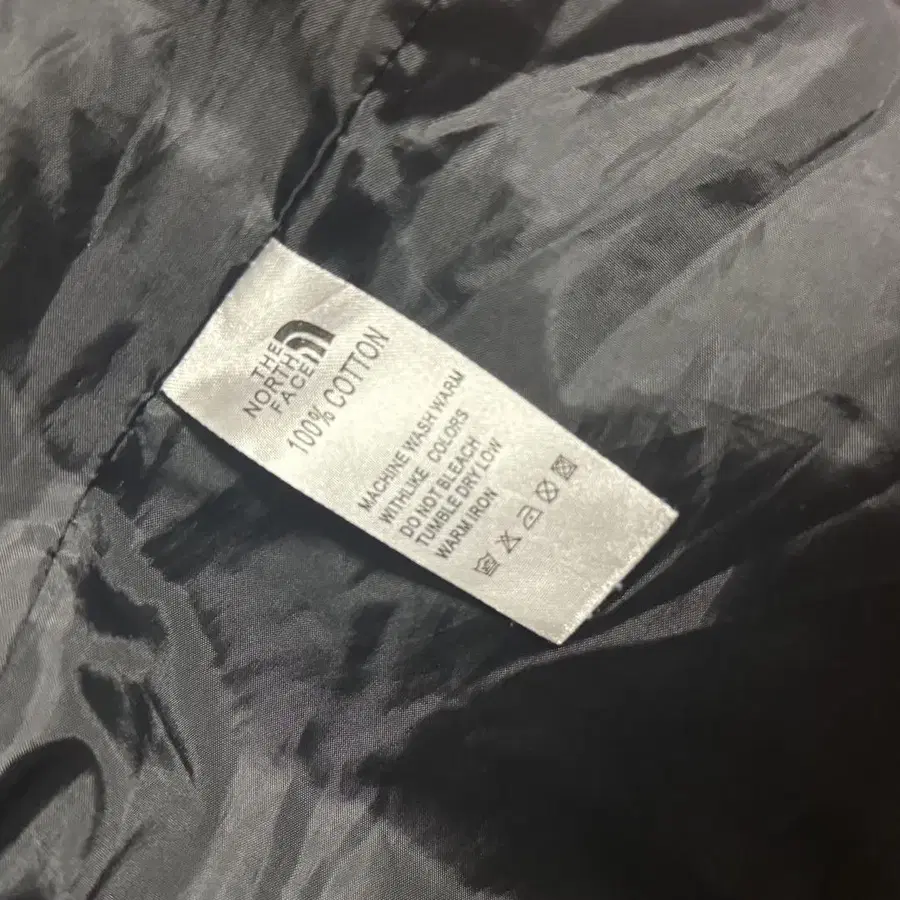 THE
NORTH
FACE
100% COTTON
MACHINE WASH WARM
WITHLIKE COLORS
DO NOT BLEACH
TUMBLE DRY LOW
WARM IRON